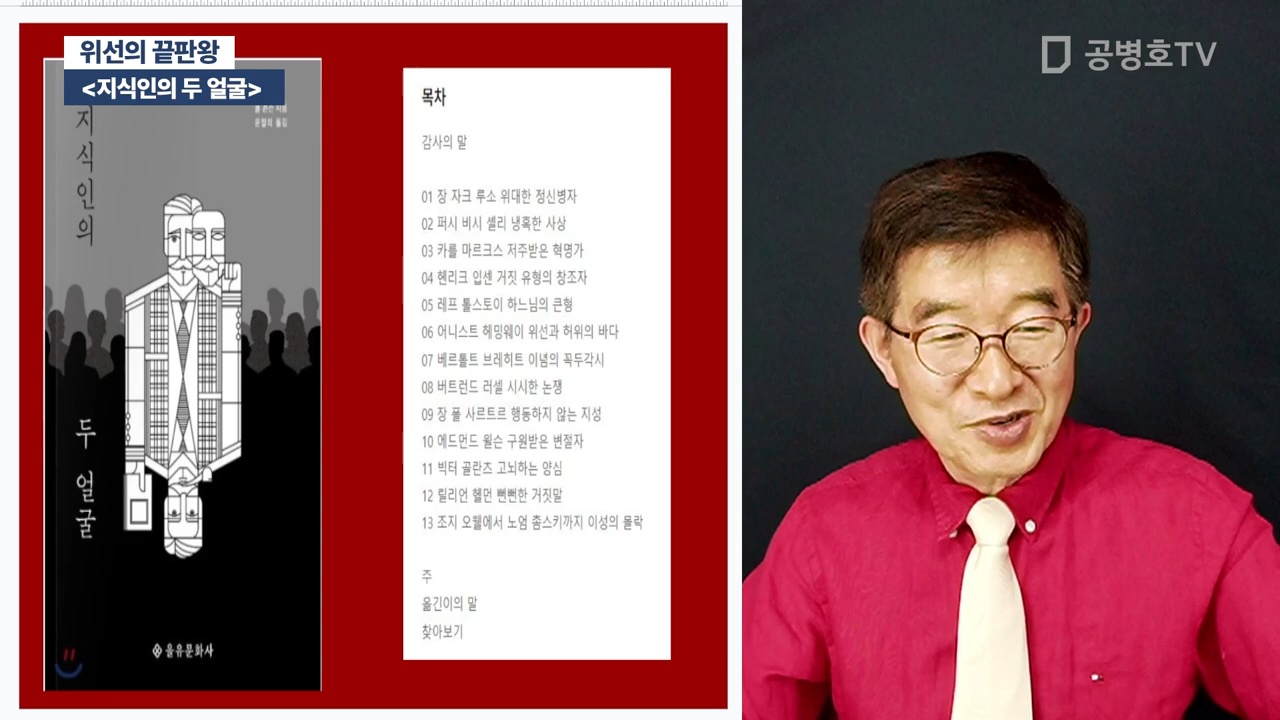 위선의 끝판왕
<지식인의 두 얼굴>
공병호TV
지식인의
두 얼굴
윤철희 옮김
을유문화사
목차
감사의 말
01 장 자크 루소 위대한 정신병자
02 퍼시 비시 셸리 냉혹한 사상
03 카를 마르크스 저주받은 혁명가
04 헨리크 입센 거짓 유형의 창조자
05 레프 톨스토이 하느님의 큰형
06 어니스트 헤밍웨이 위선과 허위의 바다
07 베르톨트 브레히트 이념의 꼭두각시
08 버트런드 러셀 시시한 논쟁
09 장 폴 사르트르 행동하지 않는 지성
10 에드먼드 윌슨 구원받은 변절자
11 빅터 골란츠 고뇌하는 양심
12 릴리언 헬먼 뻔뻔한 거짓말
13 조지 오웰에서 노엄 촘스키까지 이성의 몰락
주
옮긴이의 말
찾아보기